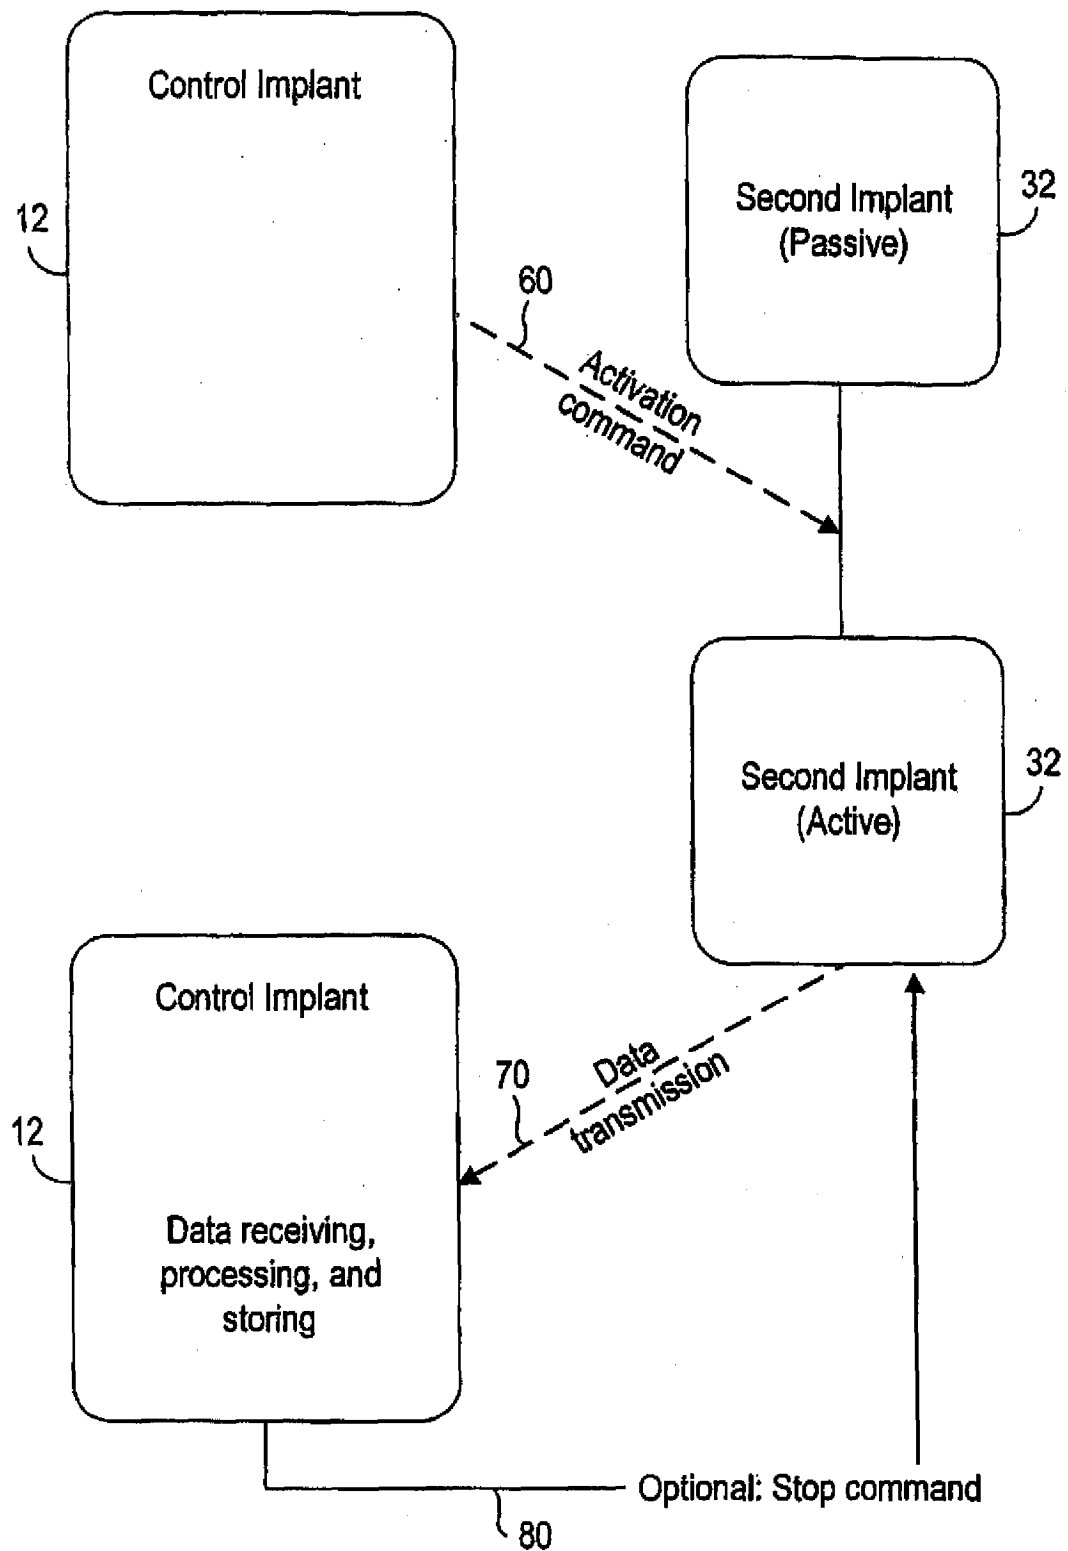 Control Implant
12
Second Implant
(Passive)
32
60
Activation
command
Second Implant
(Active)
32
Control Implant
12
70
Data
transmission
Data receiving,
processing, and
storing
Optional: Stop command
80